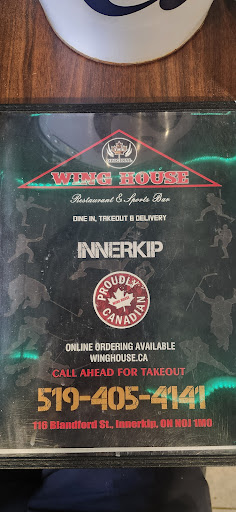 WING HOUSE
Restaurant & Sports Bar
DINE IN, TAKEOUT & DELIVERY
INNERKIP
PROUDLY
CANADIAN
ONLINE ORDERING AVAILABLE
WINGHOUSE.CA
CALL AHEAD FOR TAKEOUT
519-405-4141
116 Blandford St., Innerkip, ON N0J 1M0